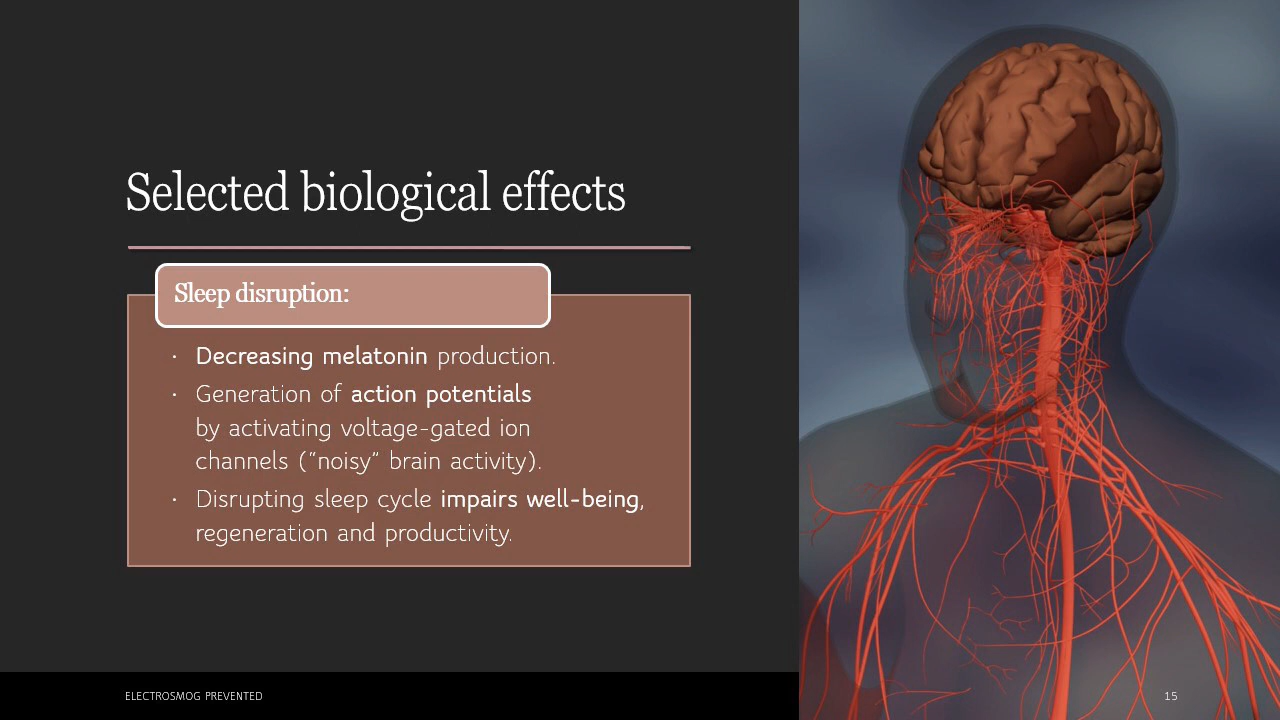 Selected biological effects
Sleep disruption:
• Decreasing melatonin production.
• Generation of action potentials
by activating voltage-gated ion
channels ("noisy" brain activity).
• Disrupting sleep cycle impairs well-being,
regeneration and productivity.
ELECTROSMOG PREVENTED
15